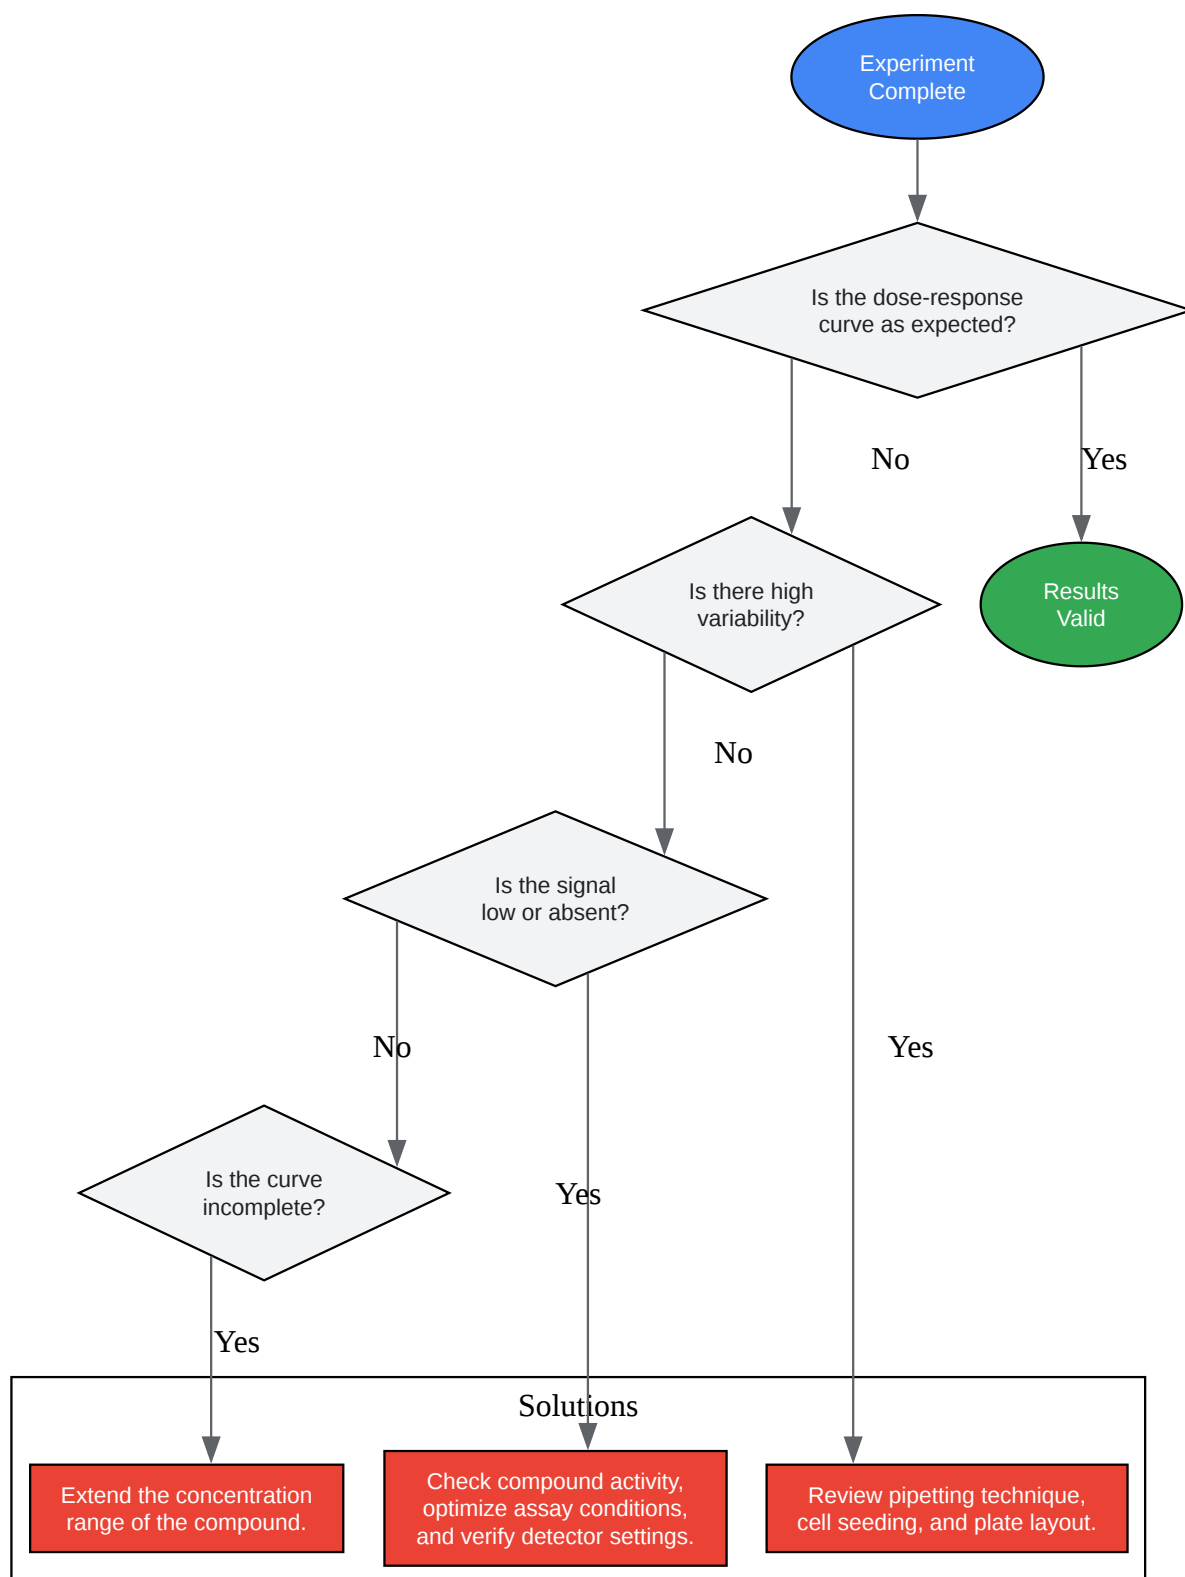 Experiment
Complete
Is the dose-response
curve as expected?
No
Yes
Is there high
variability?
Results
Valid
No
Is the signal
low or absent?
No
Yes
Is the curve
incomplete?
Yes
Yes
Solutions
Extend the concentration
range of the compound.
Check compound activity,
optimize assay conditions,
and verify detector settings.
Review pipetting technique,
cell seeding, and plate layout.